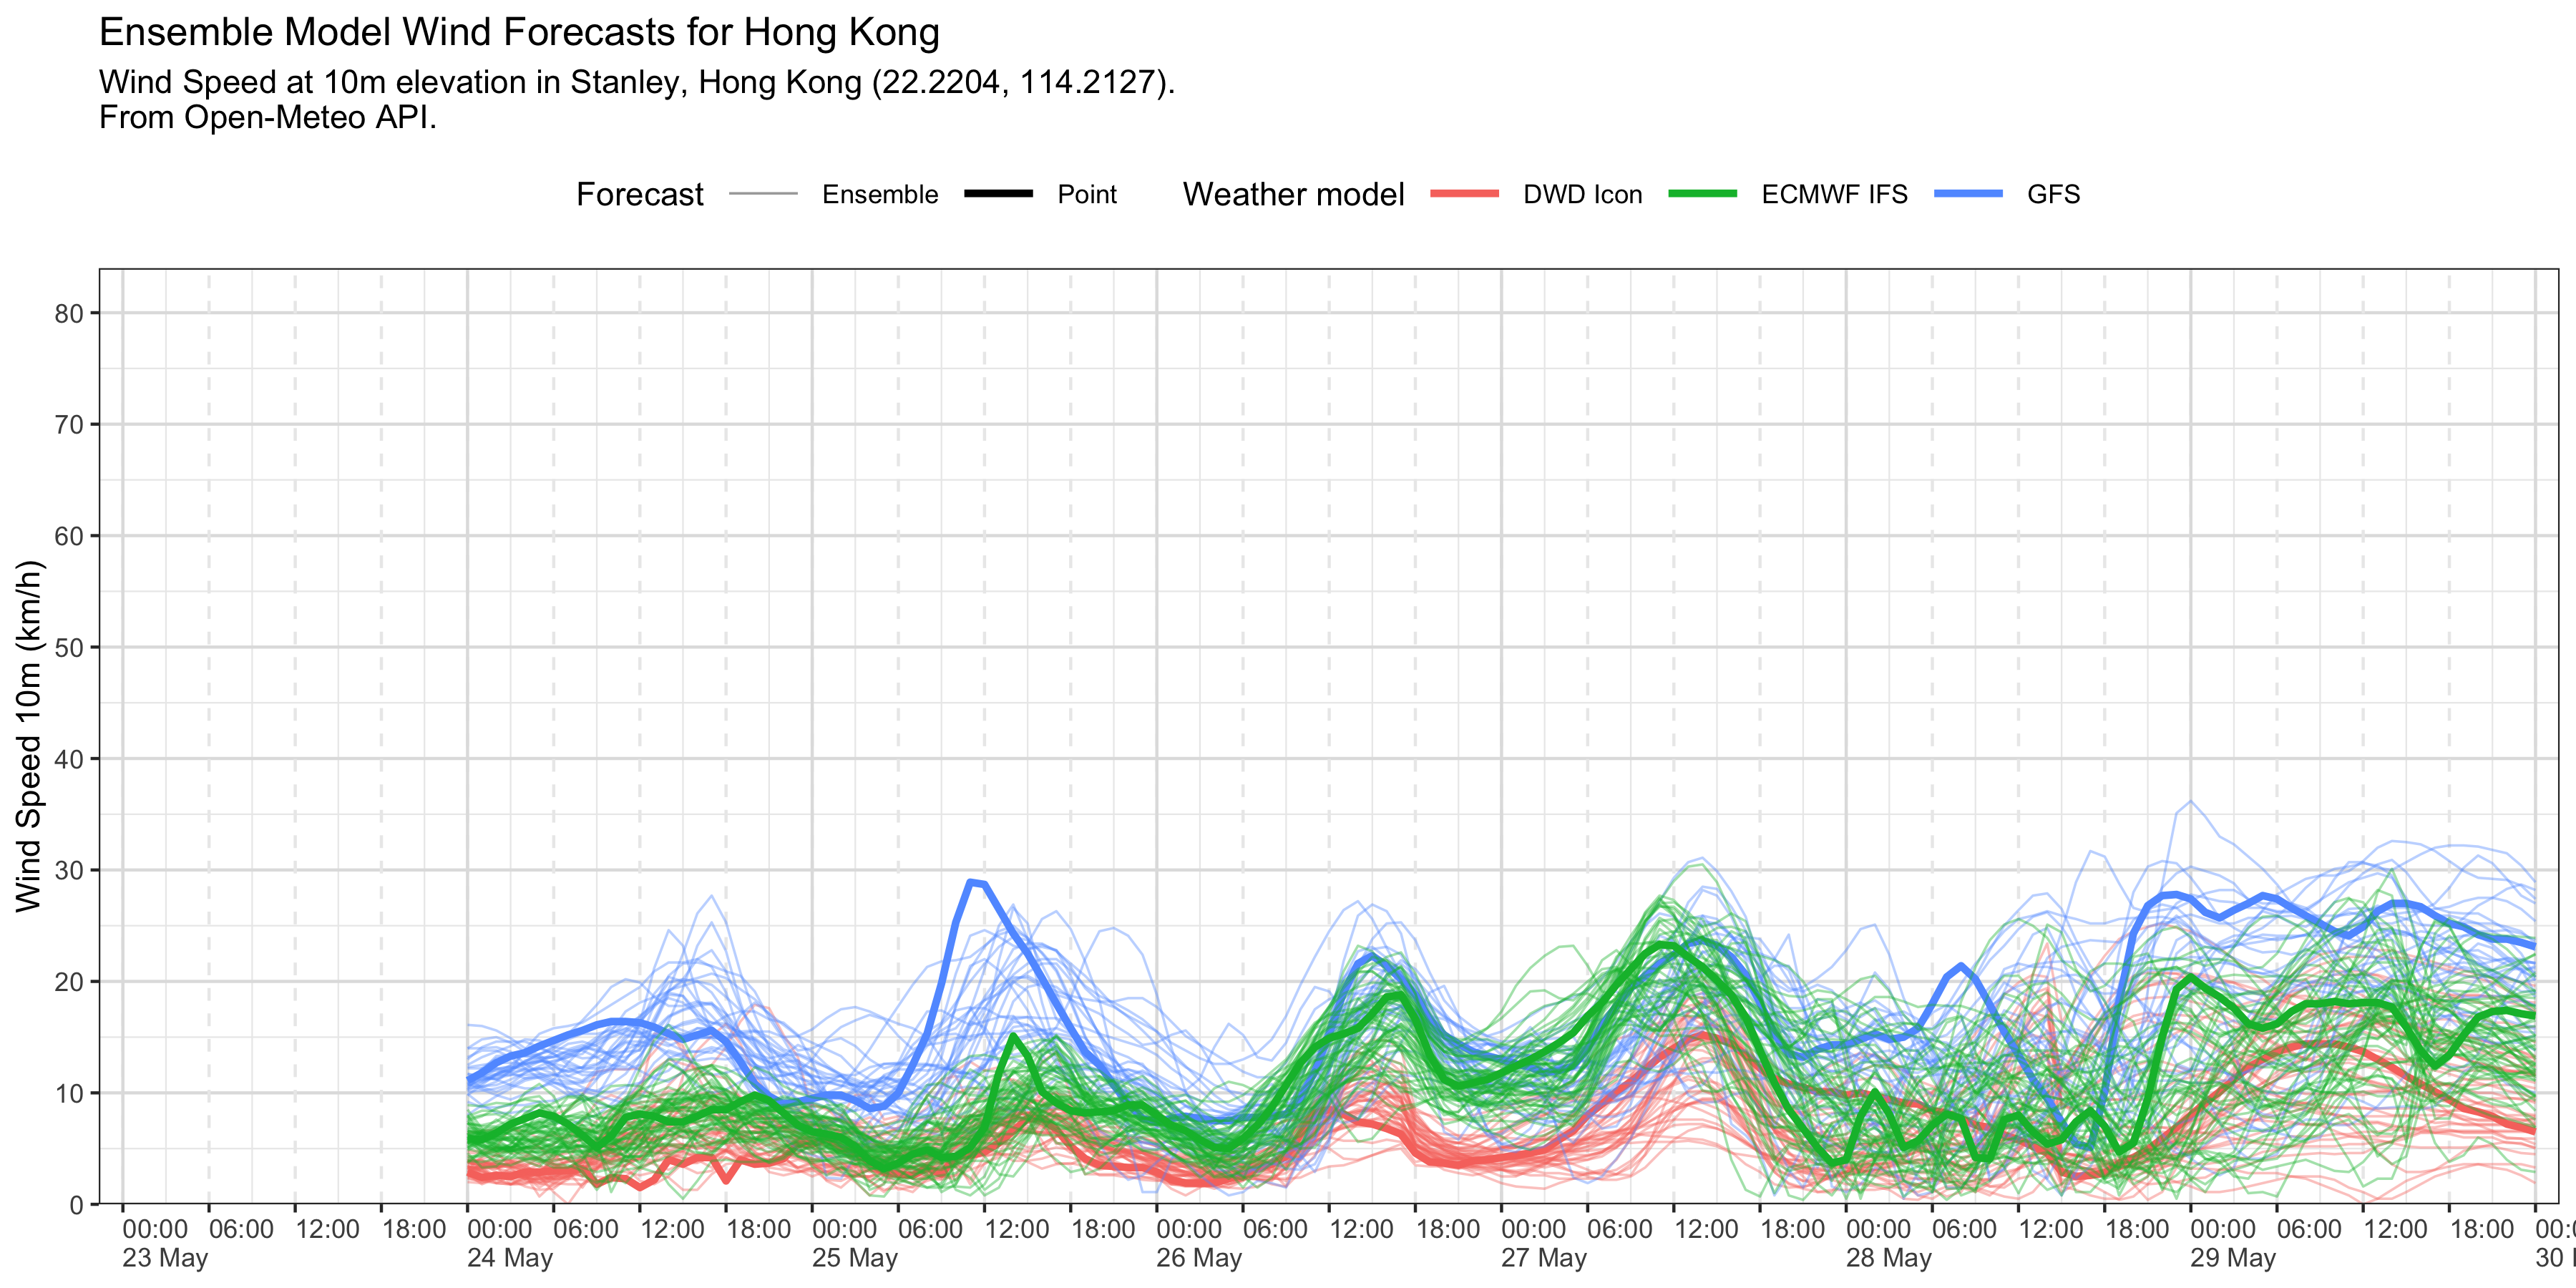 Ensemble Model Wind Forecasts for Hong Kong
Wind Speed at 10m elevation in Stanley, Hong Kong (22.2204, 114.2127).
From Open-Meteo API.
Forecast Ensemble Point Weather model DWD Icon ECMWF IFS GFS
Wind Speed 10m (km/h)
80
70
60
50
40
30
20
10
0
00:00 06:00 12:00 18:00 00:00 06:00 12:00 18:00 00:00 06:00 12:00 18:00 00:00 06:00 12:00 18:00 00:00 06:00 12:00 18:00 00:00 06:00 12:00 18:00 00:00 06:00 12:00 18:00
23 May 24 May 25 May 26 May 27 May 28 May 29 May 30